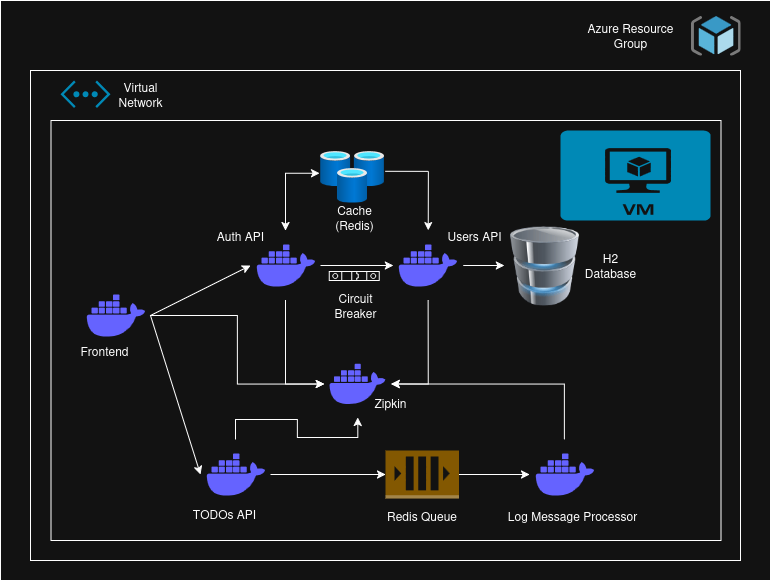 Azure Resource
Group
Virtual
Network
VM
Cache
(Redis)
Auth API
Users API
H2
Database
Circuit
Breaker
Frontend
Zipkin
TODOs API
Redis Queue
Log Message Processor